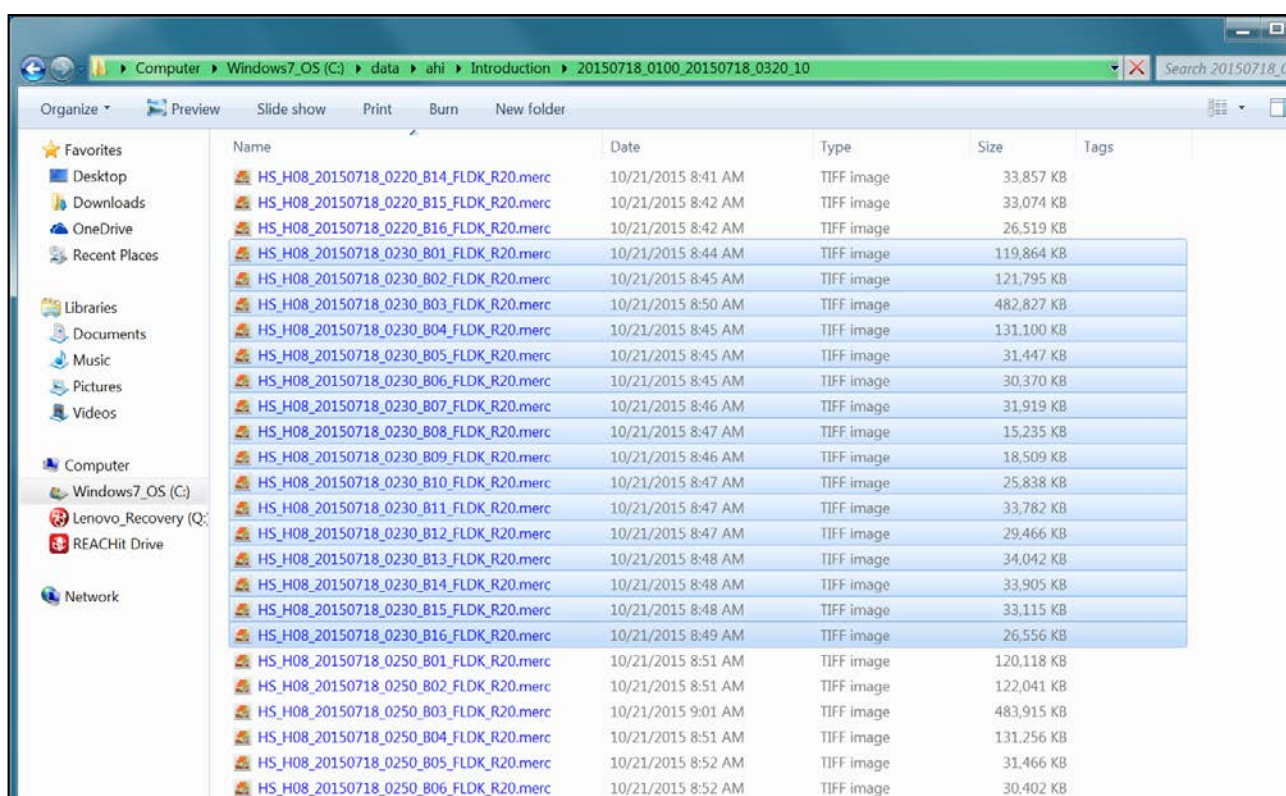 Computer Windows7_OS (C:) data ahi Introduction 20150718_0100_20150718_0320_10 Search 20150718_0
Organize Preview Slide show Print Burn New folder
Favorites
Desktop
Downloads
OneDrive
Recent Places
Libraries
Documents
Music
Pictures
Videos
Computer
Windows7_OS (C:)
Lenovo_Recovery (Q:
REACHit Drive
Network
Name Date Type Size Tags
HS_H08_20150718_0220_B14_FLDK_R20.merc 10/21/2015 8:41 AM TIFF image 33,857 KB
HS_H08_20150718_0220_B15_FLDK_R20.merc 10/21/2015 8:42 AM TIFF image 33,074 KB
HS_H08_20150718_0220_B16_FLDK_R20.merc 10/21/2015 8:42 AM TIFF image 26,519 KB
HS_H08_20150718_0230_B01_FLDK_R20.merc 10/21/2015 8:44 AM TIFF image 119,864 KB
HS_H08_20150718_0230_B02_FLDK_R20.merc 10/21/2015 8:45 AM TIFF image 121,795 KB
HS_H08_20150718_0230_B03_FLDK_R20.merc 10/21/2015 8:50 AM TIFF image 482,827 KB
HS_H08_20150718_0230_B04_FLDK_R20.merc 10/21/2015 8:45 AM TIFF image 131,100 KB
HS_H08_20150718_0230_B05_FLDK_R20.merc 10/21/2015 8:45 AM TIFF image 31,447 KB
HS_H08_20150718_0230_B06_FLDK_R20.merc 10/21/2015 8:45 AM TIFF image 30,370 KB
HS_H08_20150718_0230_B07_FLDK_R20.merc 10/21/2015 8:46 AM TIFF image 31,919 KB
HS_H08_20150718_0230_B08_FLDK_R20.merc 10/21/2015 8:47 AM TIFF image 15,235 KB
HS_H08_20150718_0230_B09_FLDK_R20.merc 10/21/2015 8:46 AM TIFF image 18,509 KB
HS_H08_20150718_0230_B10_FLDK_R20.merc 10/21/2015 8:47 AM TIFF image 25,838 KB
HS_H08_20150718_0230_B11_FLDK_R20.merc 10/21/2015 8:47 AM TIFF image 33,782 KB
HS_H08_20150718_0230_B12_FLDK_R20.merc 10/21/2015 8:47 AM TIFF image 29,466 KB
HS_H08_20150718_0230_B13_FLDK_R20.merc 10/21/2015 8:48 AM TIFF image 34,042 KB
HS_H08_20150718_0230_B14_FLDK_R20.merc 10/21/2015 8:48 AM TIFF image 33,905 KB
HS_H08_20150718_0230_B15_FLDK_R20.merc 10/21/2015 8:48 AM TIFF image 33,115 KB
HS_H08_20150718_0230_B16_FLDK_R20.merc 10/21/2015 8:49 AM TIFF image 26,556 KB
HS_H08_20150718_0250_B01_FLDK_R20.merc 10/21/2015 8:51 AM TIFF image 120,118 KB
HS_H08_20150718_0250_B02_FLDK_R20.merc 10/21/2015 8:51 AM TIFF image 122,041 KB
HS_H08_20150718_0250_B03_FLDK_R20.merc 10/21/2015 9:01 AM TIFF image 483,915 KB
HS_H08_20150718_0250_B04_FLDK_R20.merc 10/21/2015 8:51 AM TIFF image 131,256 KB
HS_H08_20150718_0250_B05_FLDK_R20.merc 10/21/2015 8:52 AM TIFF image 31,466 KB
HS_H08_20150718_0250_B06_FLDK_R20.merc 10/21/2015 8:52 AM TIFF image 30,402 KB